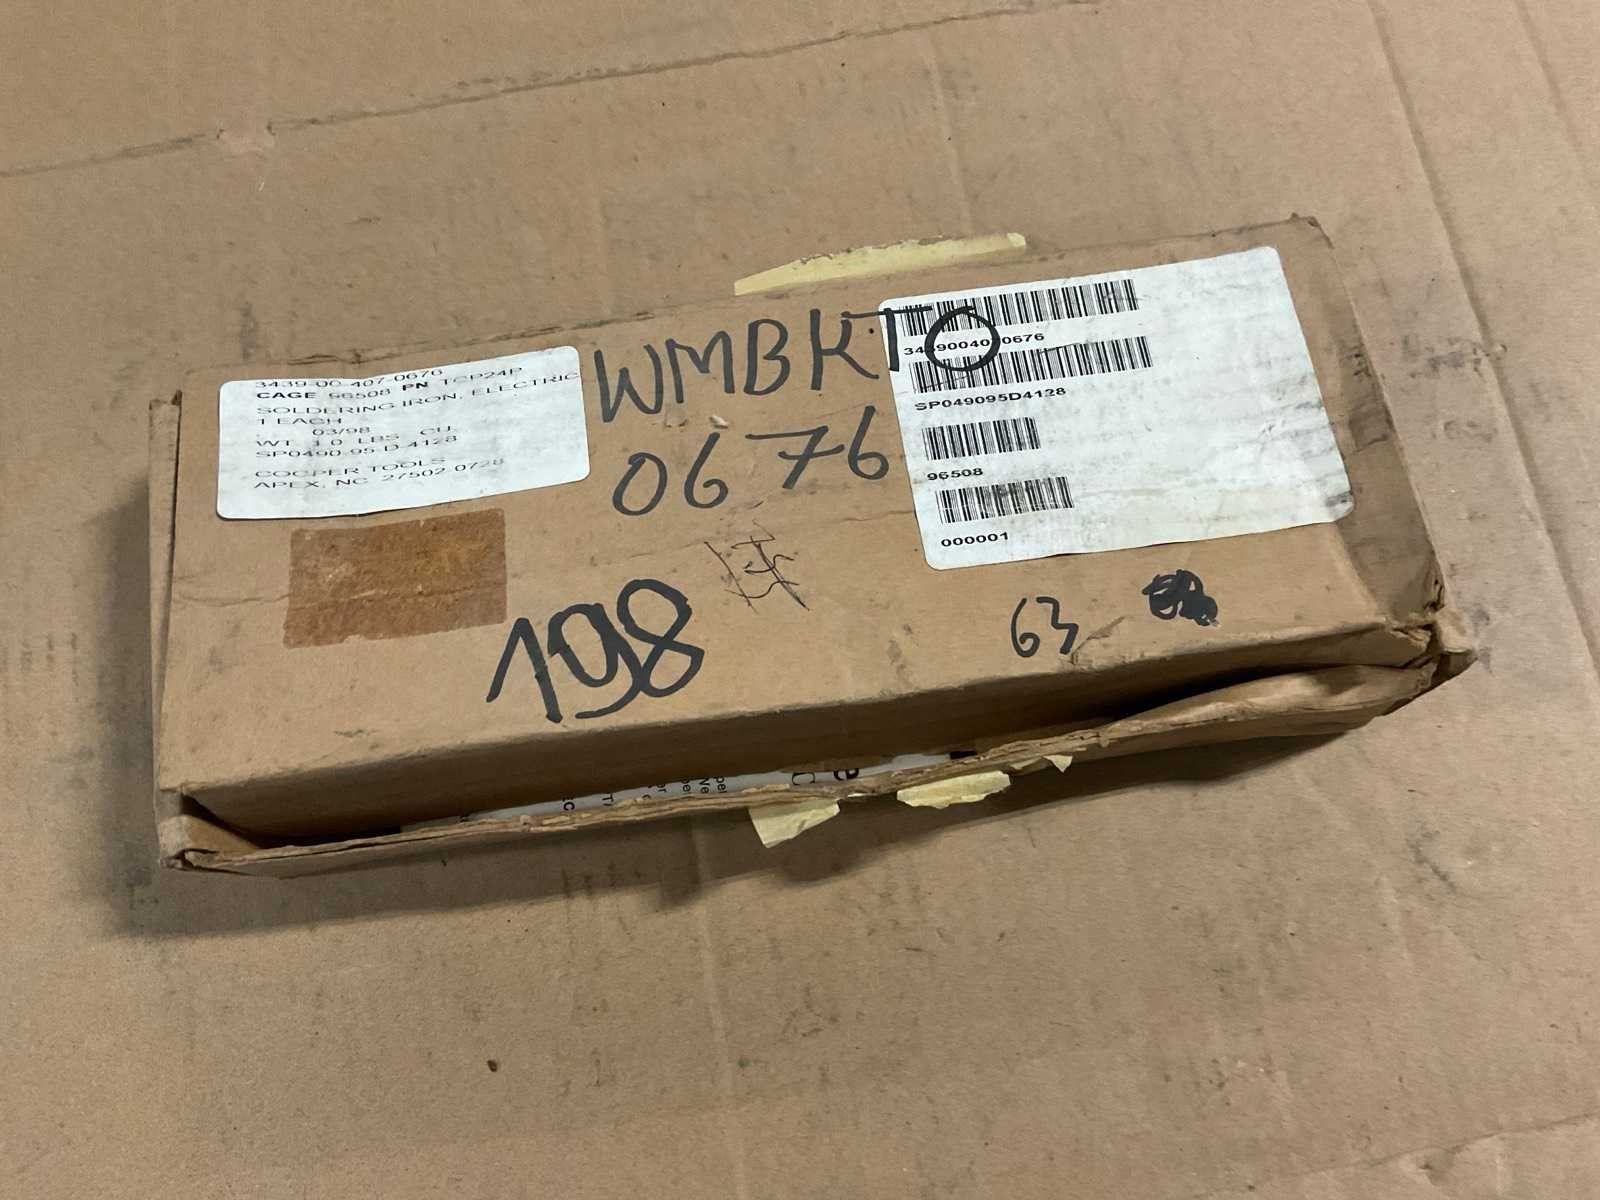 3439-00-407-0676
CAGE 96508 PN TCP24P
SOLDERING IRON, ELECTRIC
1 EACH
03/98
WT 1.0 LBS CU.
SP0490-95-D-4128
COOPER TOOLS
APEX, NC 27502-0728
WMBKTO
0676
3439004070676
SP049095D4128
96508
000001
198
63